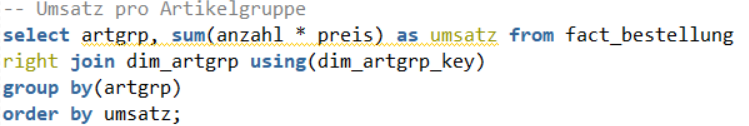 -- Umsatz pro Artikelgruppe
select artgrp, sum(anzahl * preis) as umsatz from fact_bestellung
right join dim_artgrp using(dim_artgrp_key)
group by(artgrp)
order by umsatz;